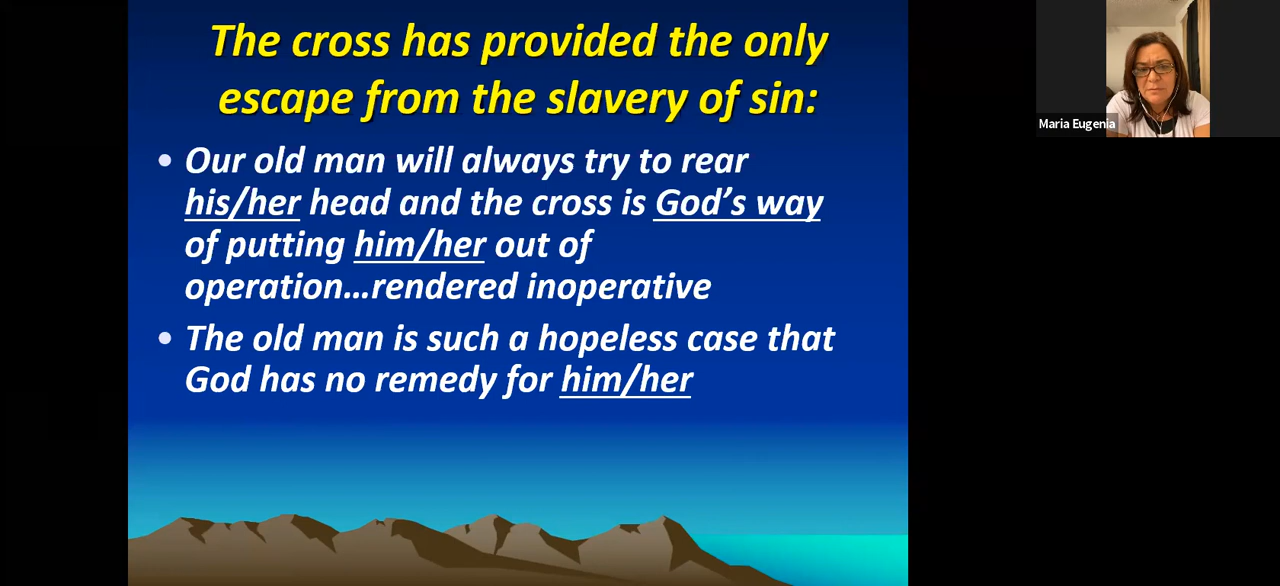 The cross has provided the only
escape from the slavery of sin:
• Our old man will always try to rear
his/her head and the cross is God’s way
of putting him/her out of
operation...rendered inoperative
• The old man is such a hopeless case that
God has no remedy for him/her
Maria Eugenia